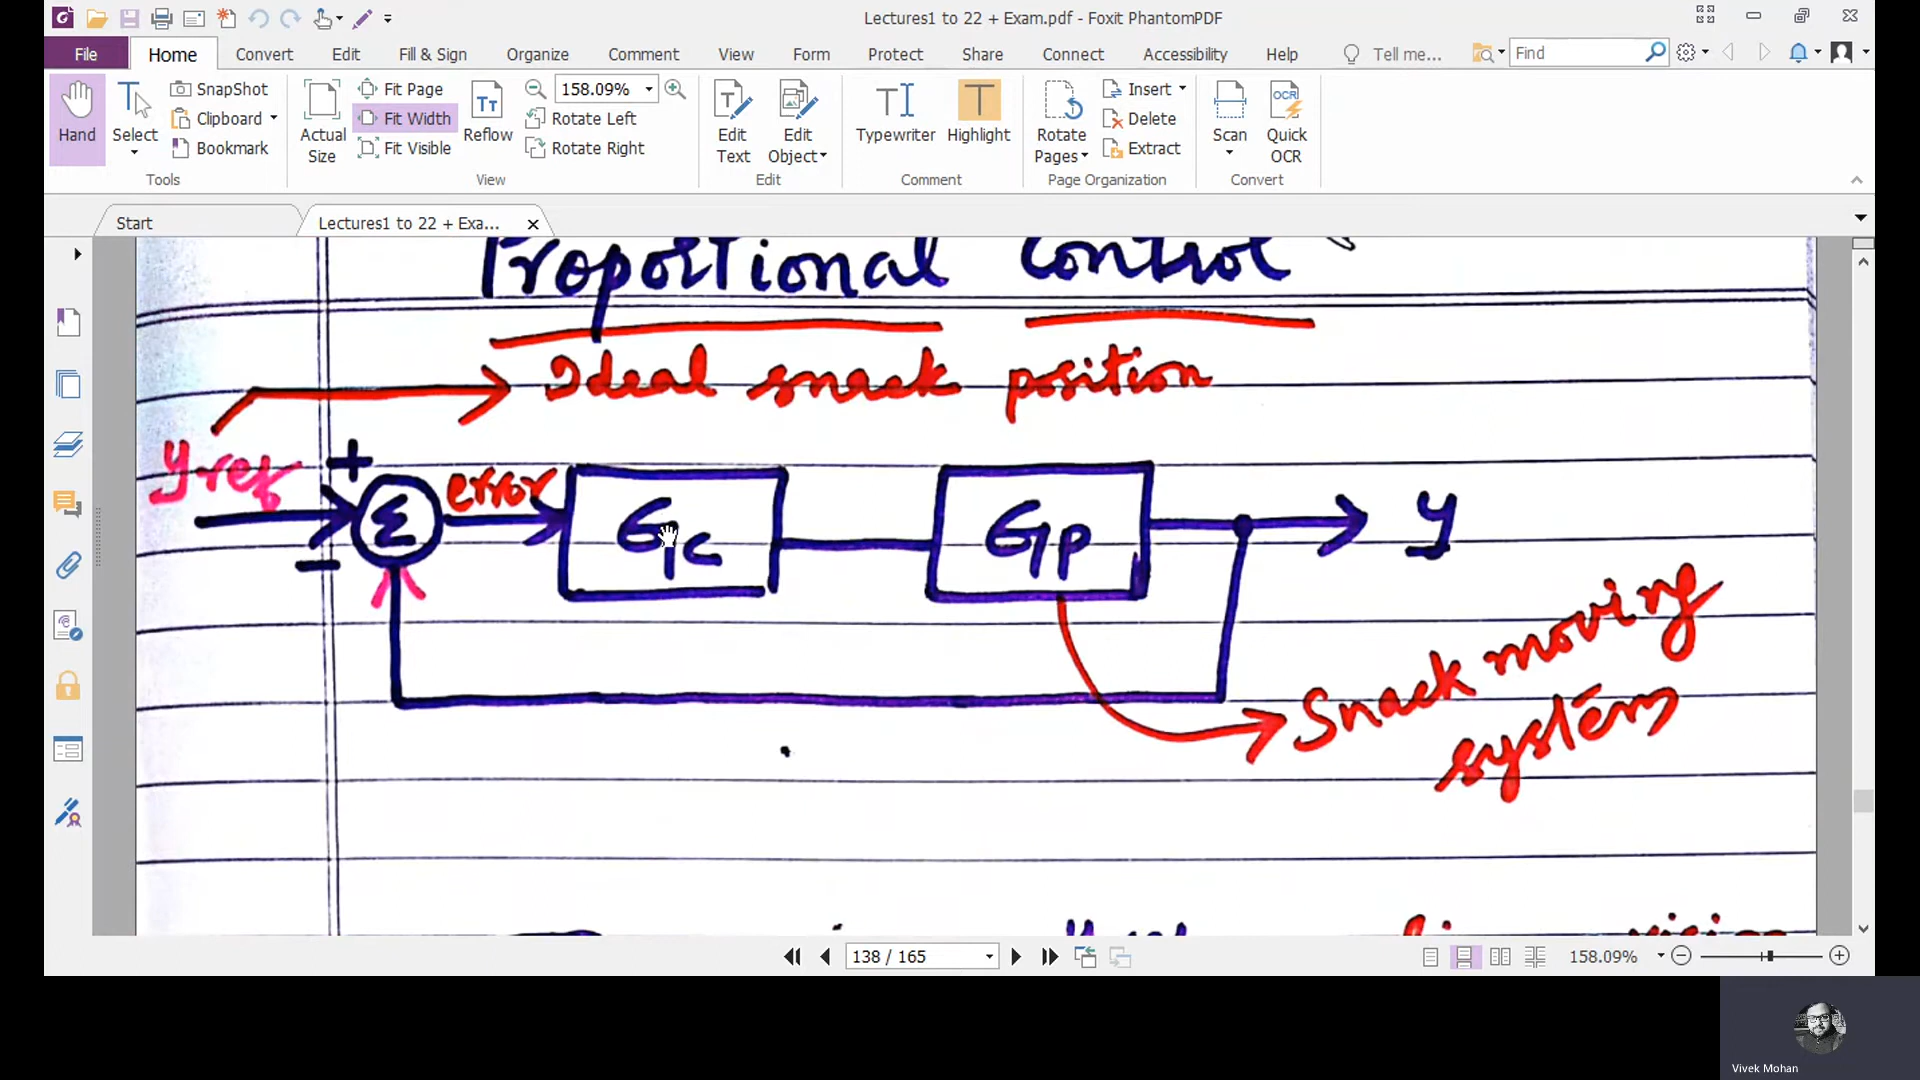 Lectures1 to 22 + Exam.pdf - Foxit PhantomPDF
File Home Convert Edit Fill & Sign Organize Comment View Form Protect Share Connect Accessibility Help Tell me... Find
Hand
Select
SnapShot
Clipboard
Bookmark
Tools
Actual Size
Fit Page
Fit Width
Fit Visible
Reflow
158.09%
Rotate Left
Rotate Right
View
Edit Text
Edit Object
Edit
Typewriter
Highlight
Comment
Rotate Pages
Insert
Delete
Extract
Page Organization
Scan
Quick OCR
OCR
Convert
Start
Lectures1 to 22 + Exa...
Proportional Control
Ideal snack position
yref + Σ - error Gc Gp y
Snack moving
system
138 / 165
158.09%
Vivek Mohan